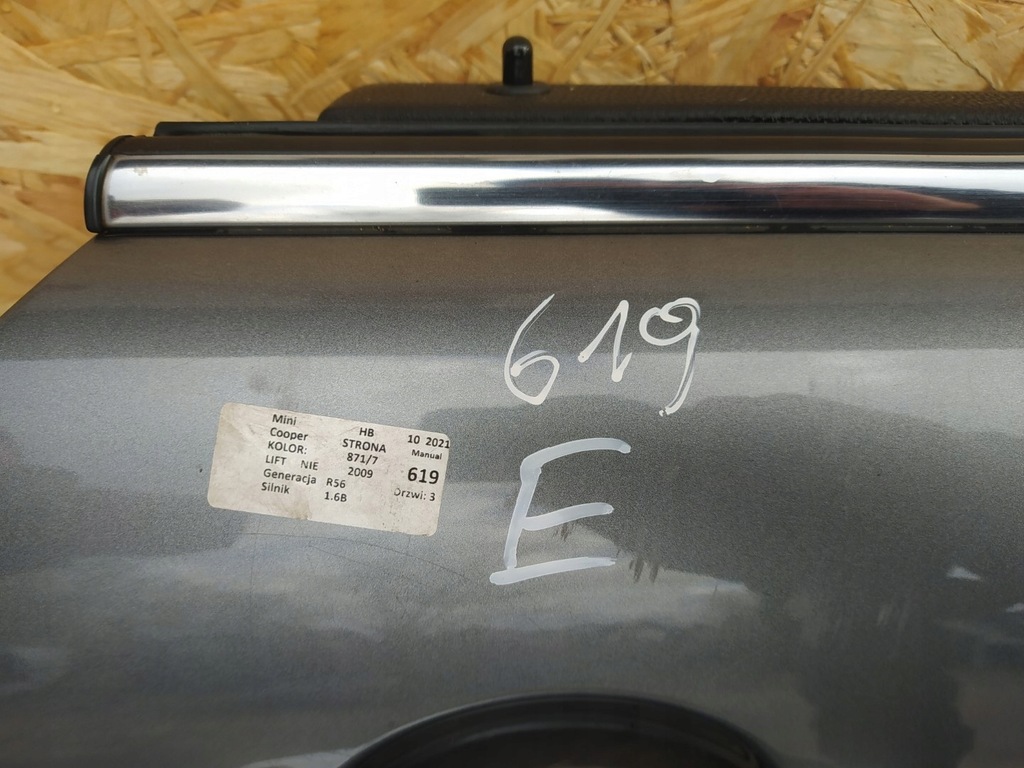 619
E
Mini HB 10 2021
Cooper STRONA Manual
KOLOR: 871/7
LIFT NIE 2009 619
Generacja R56 Drzwi: 3
Silnik 1.6B